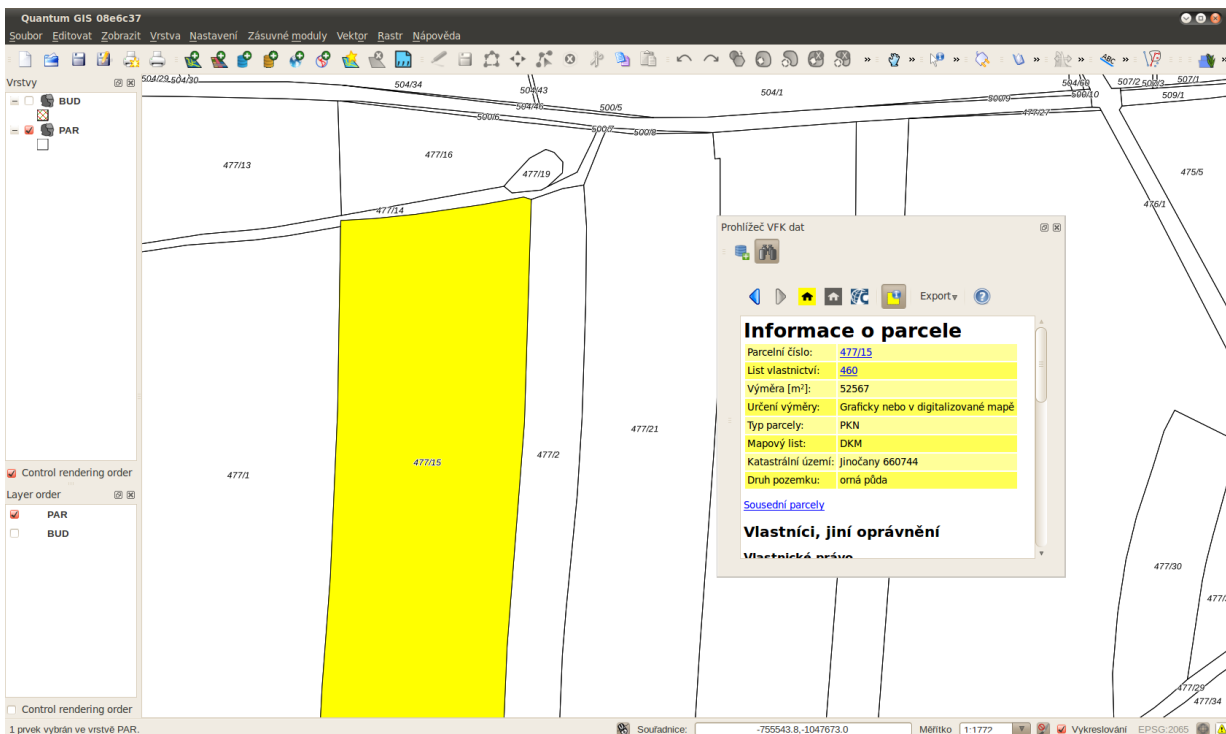 Quantum GIS 08e6c37
Soubor Editovat Zobrazit Vrstva Nastavení Zásuvné moduly Vektor Rastr Nápověda
Vrstvy
BUD
PAR
Control rendering order
Layer order
PAR
BUD
Control rendering order
504/29
504/30
504/34
504/43
504/46
500/5
500/6
500/7
500/8
504/1
500/9
477/27
504/50
500/10
507/2
500/3
507/1
509/1
477/13
477/16
477/19
477/14
475/5
476/1
477/1
477/15
477/2
477/21
477/30
477/29
477/34
Prohlížeč VFK dat
Export
Informace o parcele
Parcelní číslo: 477/15
List vlastnictví: 460
Výměra [m²]: 52567
Určení výměry: Graficky nebo v digitalizované mapě
Typ parcely: PKN
Mapový list: DKM
Katastrální území: Jinočany 660744
Druh pozemku: orná půda
Sousední parcely
Vlastníci, jiní oprávnění
Vlastnické právo
1 prvek vybrán ve vrstvě PAR.
Souřadnice: -755543.8,-1047673.0 Měřítko 1:1772 Vykreslování EPSG:2065